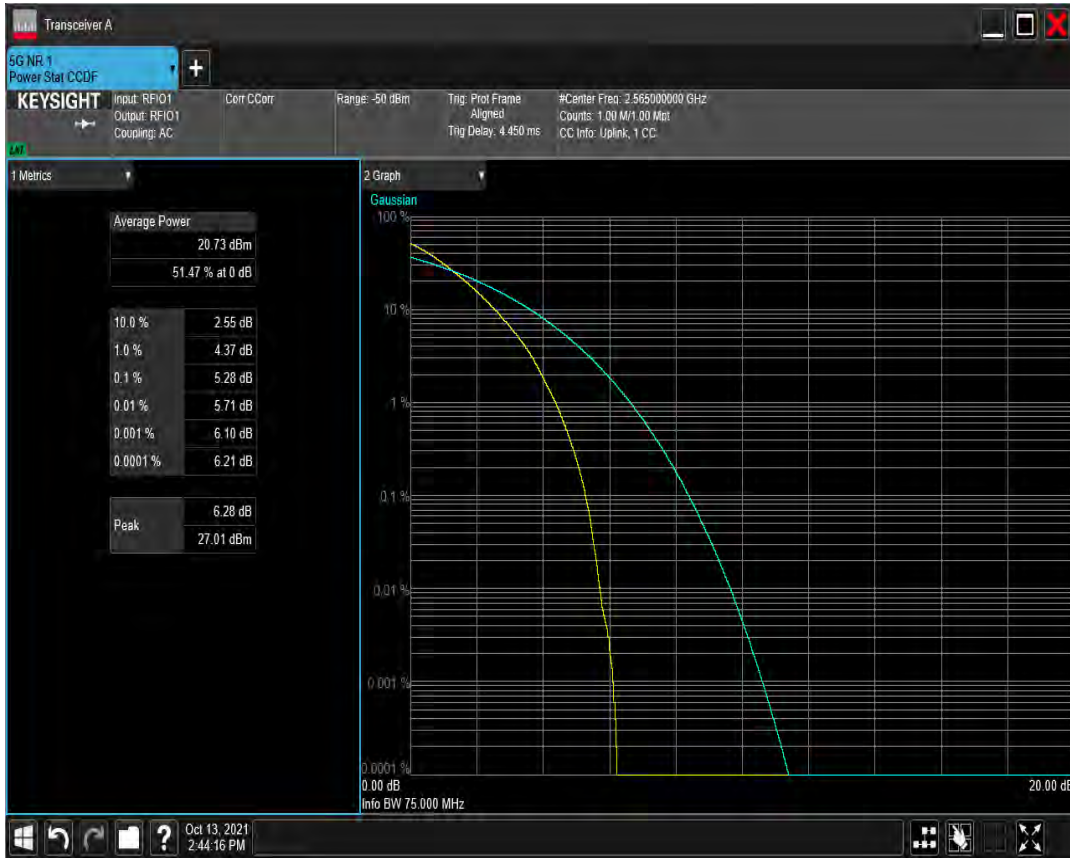 Transceiver A
5G NR 1
Power Stat CCDF
+
KEYSIGHT
Input: RFIO1
Output: RFIO1
Coupling: AC
Corr CCorr
Range: -50 dBm
Trig: Prot Frame
Aligned
Trig Delay: 4.450 ms
#Center Freq: 2.565000000 GHz
Counts: 1.00 M/1.00 Mpt
CC Info: Uplink, 1 CC
1 Metrics
Average Power
20.73 dBm
51.47 % at 0 dB
10.0 % 2.55 dB
1.0 % 4.37 dB
0.1 % 5.28 dB
0.01 % 5.71 dB
0.001 % 6.10 dB
0.0001 % 6.21 dB
Peak 6.28 dB
27.01 dBm
2 Graph
Gaussian
100 %
10 %
1 %
0.1 %
0.01 %
0.001 %
0.0001 %
0.00 dB 20.00 dB
Info BW 75.000 MHz
?
Oct 13, 2021
2:44:16 PM